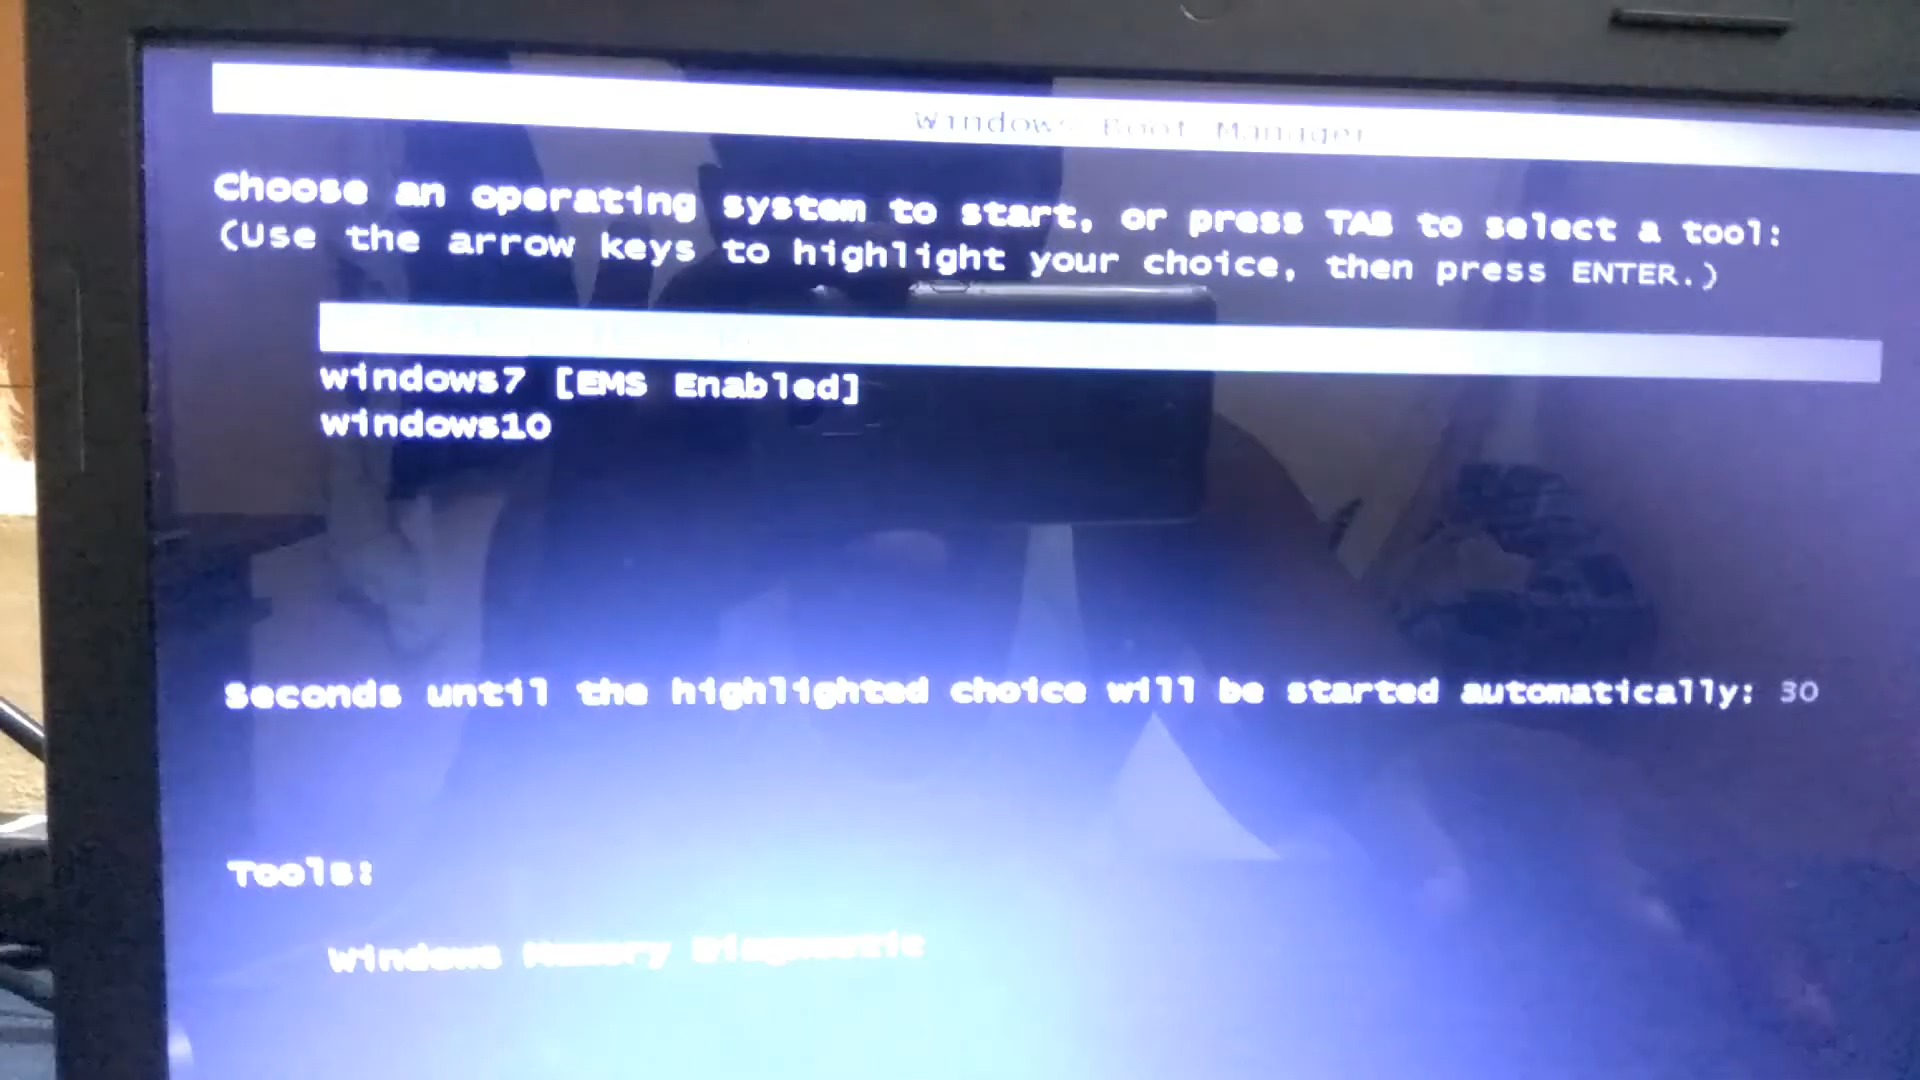 Windows Boot Manager
Choose an operating system to start, or press TAB to select a tool:
(Use the arrow keys to highlight your choice, then press ENTER.)
windows7 [EMS Enabled]
windows10
Seconds until the highlighted choice will be started automatically: 30
Tools:
Windows Memory Diagnostic